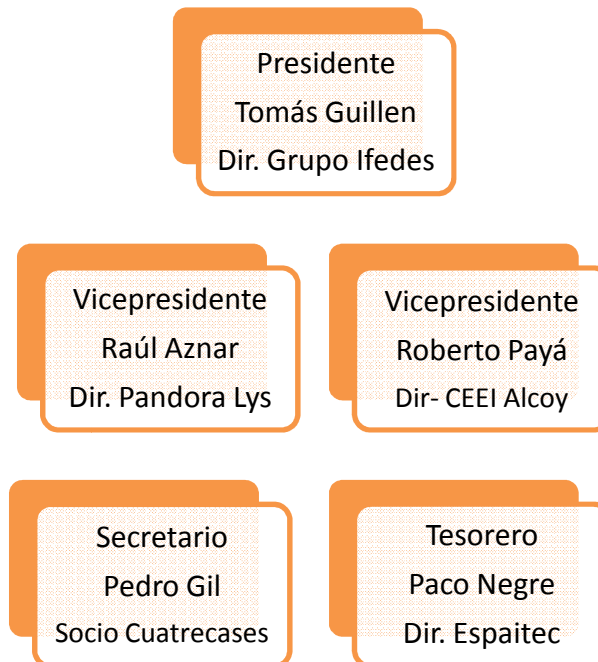 Presidente
Tomás Guillen
Dir. Grupo Ifedes
Vicepresidente
Raúl Aznar
Dir. Pandora Lys
Vicepresidente
Roberto Payá
Dir- CEEI Alcoy
Secretario
Pedro Gil
Socio Cuatrecases
Tesorero
Paco Negre
Dir. Espaitec